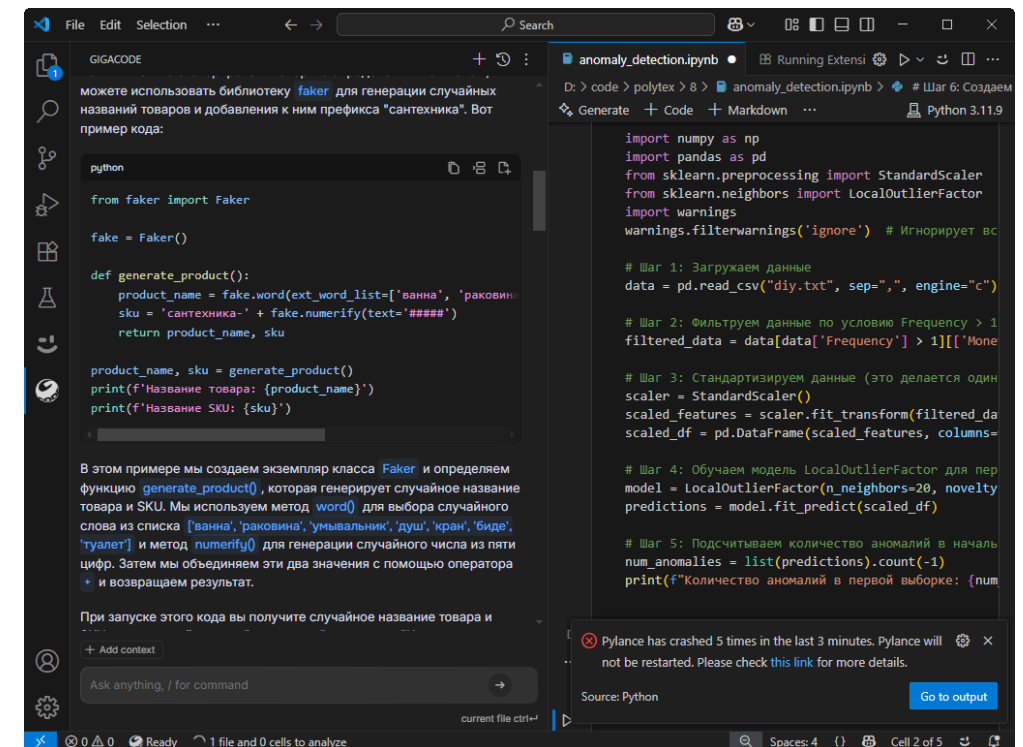 File Edit Selection ··· Search
GIGACODE
можете использовать библиотеку faker для генерации случайных
названий товаров и добавления к ним префикса "сантехника". Вот
пример кода:
python
from faker import Faker
fake = Faker()
def generate_product():
product_name = fake.word(ext_word_list=['ванна', 'раковина
sku = 'сантехника-' + fake.numerify(text='#####')
return product_name, sku
product_name, sku = generate_product()
print(f'Название товара: {product_name}')
print(f'Название SKU: {sku}')
В этом примере мы создаем экземпляр класса Faker и определяем
функцию generate_product(), которая генерирует случайное название
товара и SKU. Мы используем метод word() для выбора случайного
слова из списка ['ванна', 'раковина', 'умывальник', 'душ', 'кран', 'биде',
'туалет'] и метод numerify() для генерации случайного числа из пяти
цифр. Затем мы объединяем эти два значения с помощью оператора
+ и возвращаем результат.
При запуске этого кода вы получите случайное название товара и
+ Add context
Ask anything, / for command
current file ctrl↵
anomaly_detection.ipynb ● Running Extensi
D: > code > polytex > 8 > anomaly_detection.ipynb > # Шаг 6: Создаем
Generate + Code + Markdown ··· Python 3.11.9
import numpy as np
import pandas as pd
from sklearn.preprocessing import StandardScaler
from sklearn.neighbors import LocalOutlierFactor
import warnings
warnings.filterwarnings('ignore') # Игнорирует вс
# Шаг 1: Загружаем данные
data = pd.read_csv("diy.txt", sep=",", engine="c")
# Шаг 2: Фильтруем данные по условию Frequency > 1
filtered_data = data[data['Frequency'] > 1][['Mone
# Шаг 3: Стандартизируем данные (это делается один
scaler = StandardScaler()
scaled_features = scaler.fit_transform(filtered_da
scaled_df = pd.DataFrame(scaled_features, columns=
# Шаг 4: Обучаем модель LocalOutlierFactor для пер
model = LocalOutlierFactor(n_neighbors=20, novelty
predictions = model.fit_predict(scaled_df)
# Шаг 5: Подсчитываем количество аномалий в началь
num_anomalies = list(predictions).count(-1)
print(f"Количество аномалий в первой выборке: {num_
Pylance has crashed 5 times in the last 3 minutes. Pylance will
not be restarted. Please check this link for more details.
Source: Python Go to output
0 0 Ready 1 file and 0 cells to analyze Spaces: 4 {} Cell 2 of 5